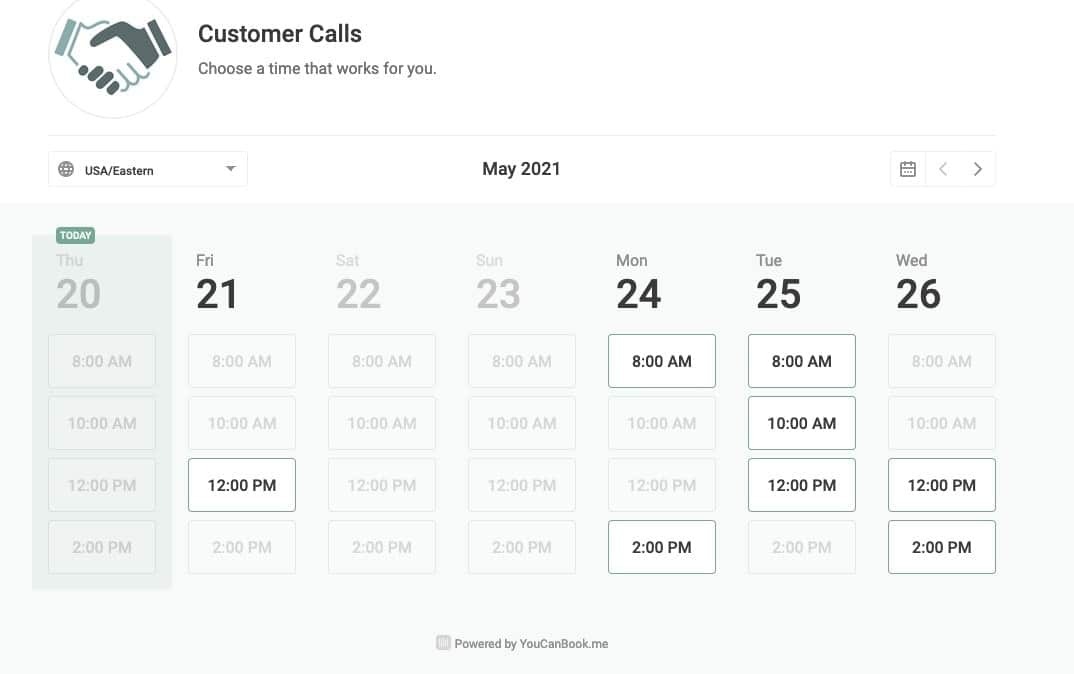 Customer Calls
Choose a time that works for you.
USA/Eastern
May 2021
TODAY
Thu Fri Sat Sun Mon Tue Wed
20 21 22 23 24 25 26
8:00 AM 8:00 AM 8:00 AM 8:00 AM 8:00 AM 8:00 AM 8:00 AM
10:00 AM 10:00 AM 10:00 AM 10:00 AM 10:00 AM 10:00 AM 10:00 AM
12:00 PM 12:00 PM 12:00 PM 12:00 PM 12:00 PM 12:00 PM 12:00 PM
2:00 PM 2:00 PM 2:00 PM 2:00 PM 2:00 PM 2:00 PM 2:00 PM
Powered by YouCanBook.me